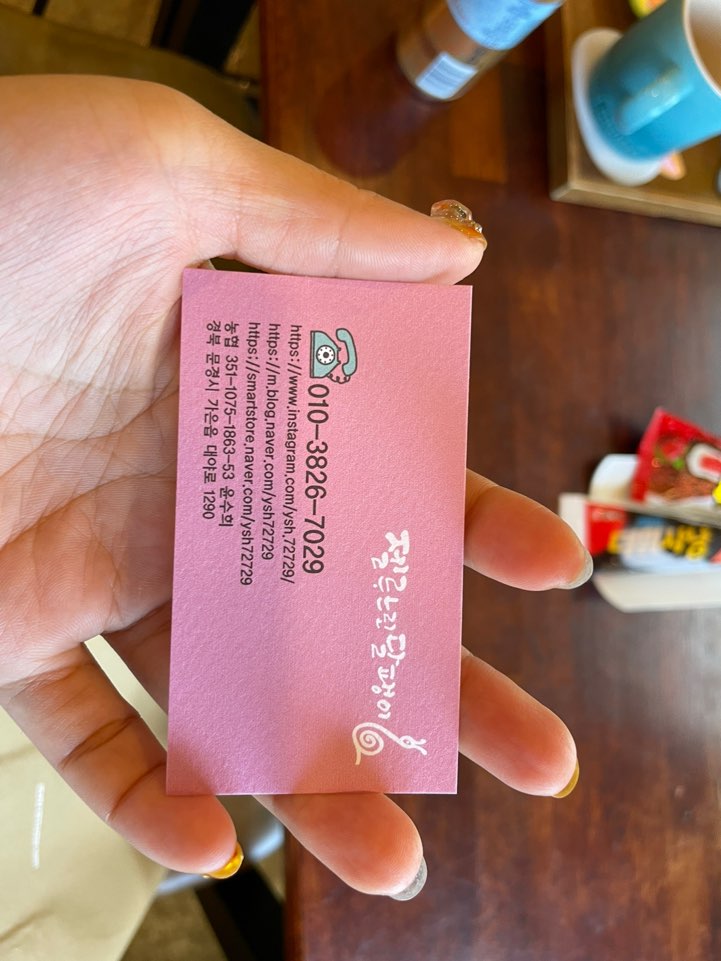 젤루느린달팽이
010-3826-7029
https://www.instagram.com/ysh.72729/
https://m.blog.naver.com/ysh72729
https://smartstore.naver.com/ysh72729
농협 351-1075-1863-53 윤수희
경북 문경시 가은읍 대야로 1290